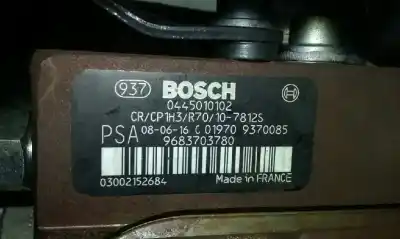 937 BOSCH
0445010102
CR/CP1H3/R70/10-7812S
PSA 08-06-16 C 01970 9370085
9683703780
03002152684 Made in FRANCE